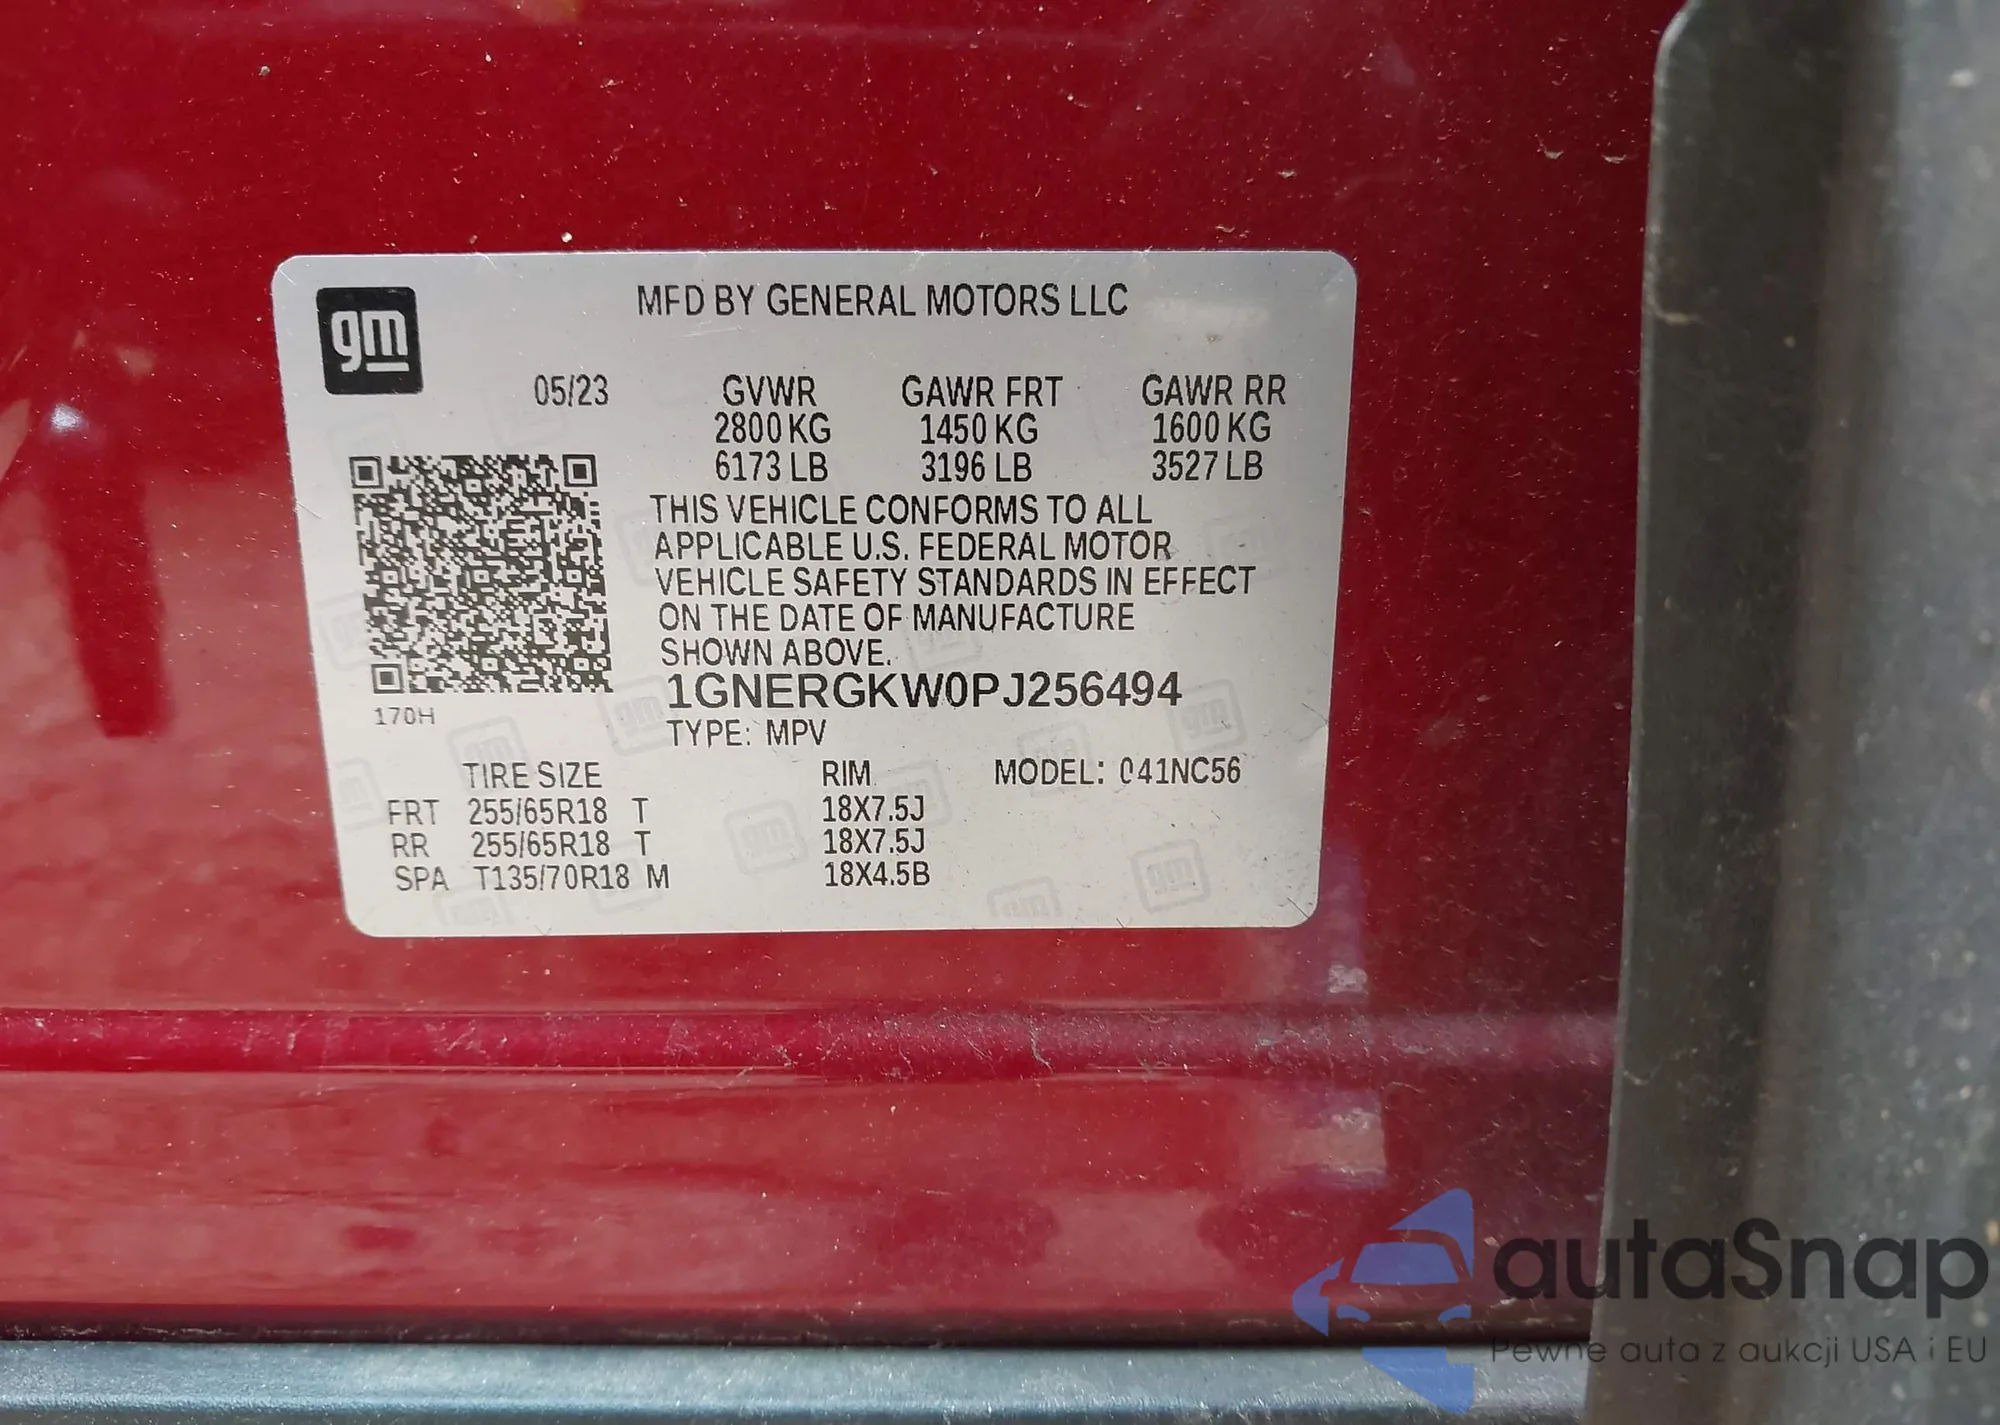 gm
MFD BY GENERAL MOTORS LLC
05/23 GVWR GAWR FRT GAWR RR
2800 KG 1450 KG 1600 KG
6173 LB 3196 LB 3527 LB
THIS VEHICLE CONFORMS TO ALL
APPLICABLE U.S. FEDERAL MOTOR
VEHICLE SAFETY STANDARDS IN EFFECT
ON THE DATE OF MANUFACTURE
SHOWN ABOVE.
1GNERGKW0PJ256494
170H
TYPE: MPV
TIRE SIZE RIM MODEL: 041NC56
FRT 255/65R18 T 18X7.5J
RR 255/65R18 T 18X7.5J
SPA T135/70R18 M 18X4.5B
autaSnap
Pewne auta z aukcji USA i EU